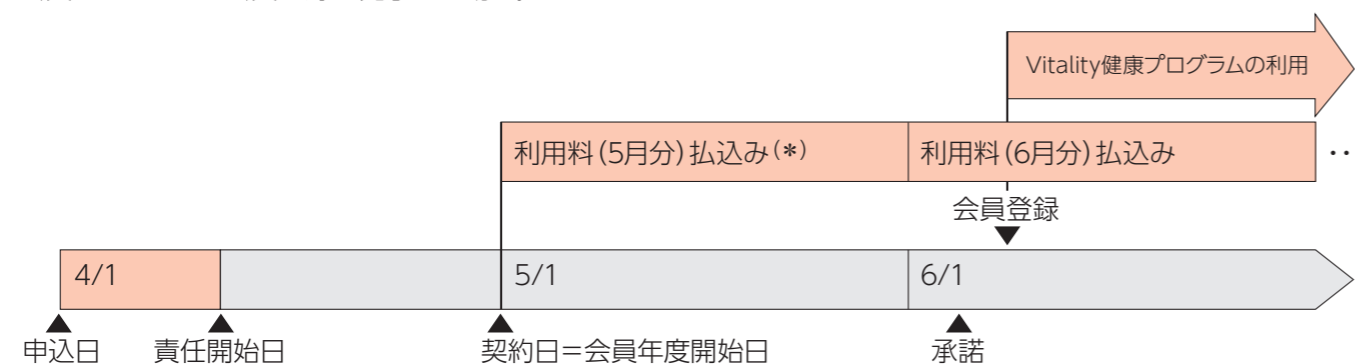 Vitality健康プログラムの利用
利用料(5月分)払込み(*)
利用料(6月分)払込み
‥
会員登録
▼
4/1
5/1
6/1
▲
▲
▲
▲
申込日
責任開始日
契約日=会員年度開始日
承諾